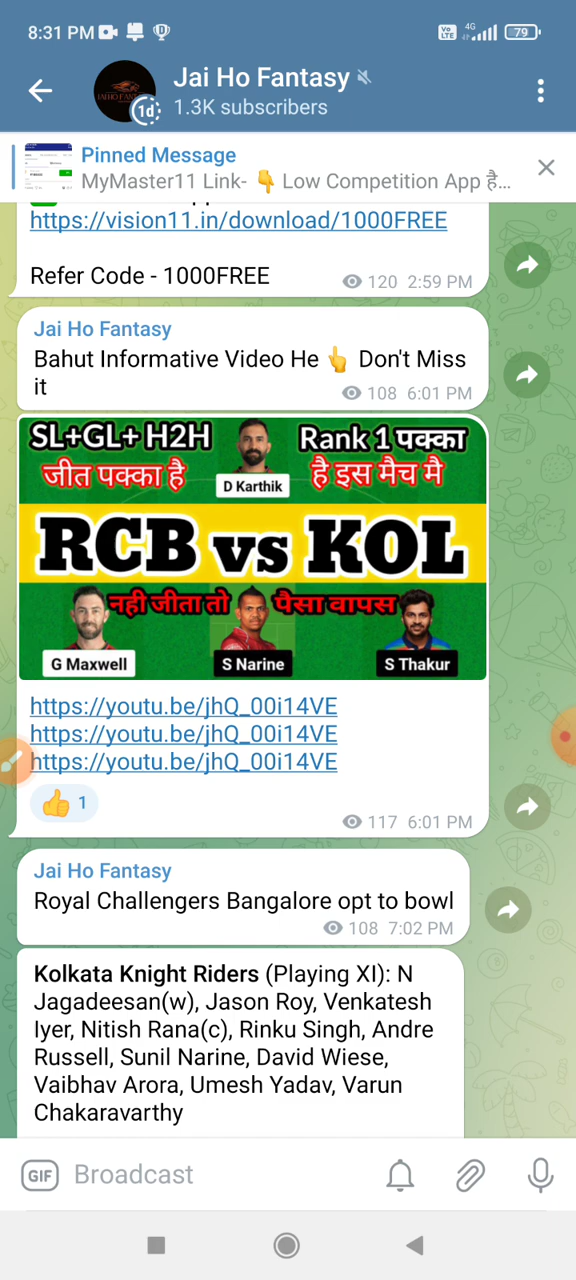 8:31 PM
Vo LTE 4G 79
Jai Ho Fantasy
1d
1.3K subscribers
Pinned Message
MyMaster11 Link- 👇 Low Competition App है...
https://vision11.in/download/1000FREE
Refer Code - 1000FREE
120 2:59 PM
Jai Ho Fantasy
Bahut Informative Video He 👆 Don't Miss
it
108 6:01 PM
SL+GL+ H2H
जीत पक्का है
D Karthik
Rank 1 पक्का
है इस मैच मै
RCB vs KOL
नही जीता तो पैसा वापस
G Maxwell
S Narine
S Thakur
https://youtu.be/jhQ_00i14VE
https://youtu.be/jhQ_00i14VE
https://youtu.be/jhQ_00i14VE
👍 1
117 6:01 PM
Jai Ho Fantasy
Royal Challengers Bangalore opt to bowl
108 7:02 PM
Kolkata Knight Riders (Playing XI): N
Jagadeesan(w), Jason Roy, Venkatesh
Iyer, Nitish Rana(c), Rinku Singh, Andre
Russell, Sunil Narine, David Wiese,
Vaibhav Arora, Umesh Yadav, Varun
Chakaravarthy
GIF Broadcast